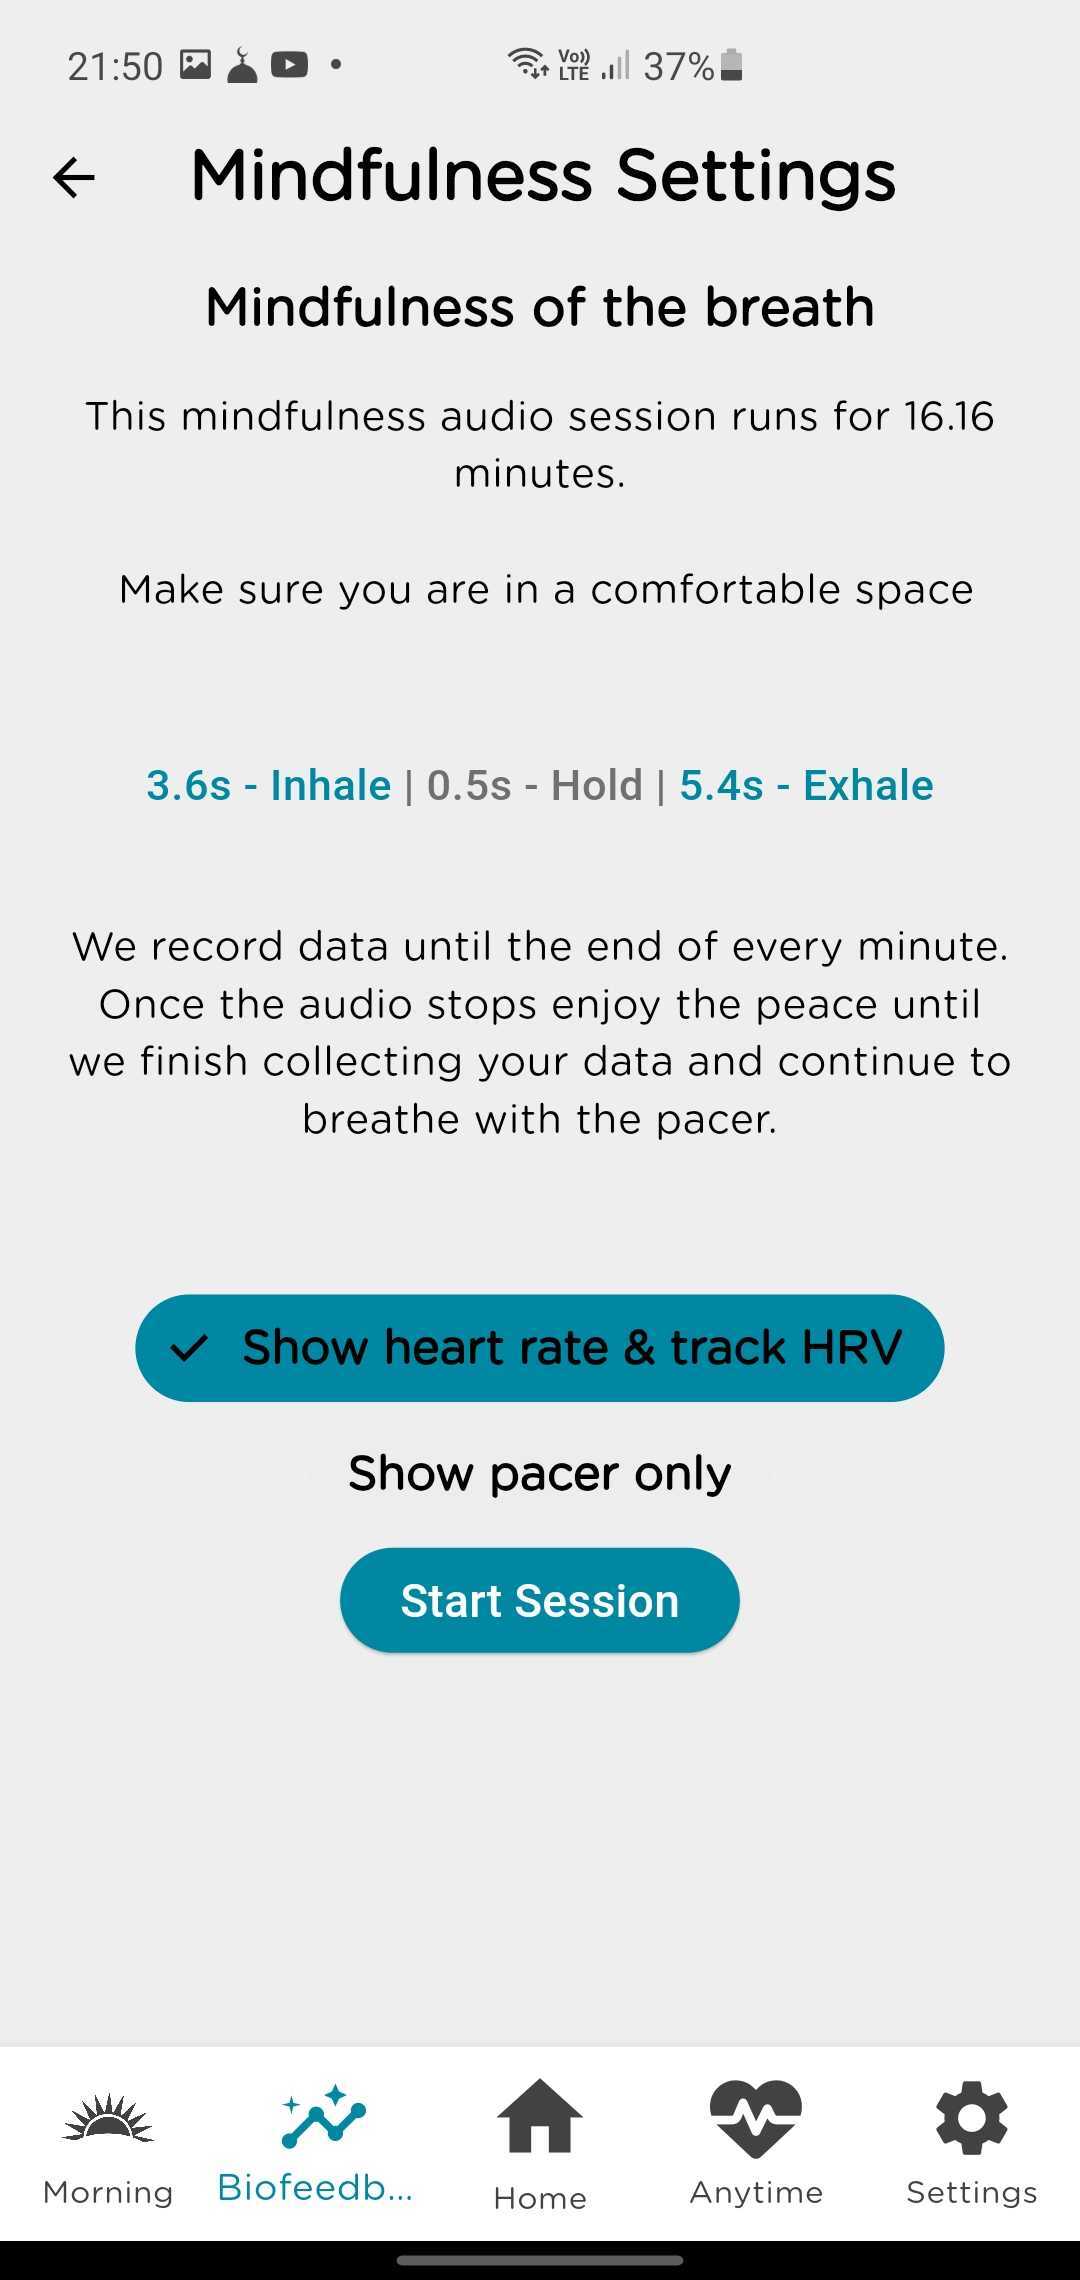 21:50
Vo)) LTE 37%
Mindfulness Settings
Mindfulness of the breath
This mindfulness audio session runs for 16.16
minutes.
Make sure you are in a comfortable space
3.6s - Inhale | 0.5s - Hold | 5.4s - Exhale
We record data until the end of every minute.
Once the audio stops enjoy the peace until
we finish collecting your data and continue to
breathe with the pacer.
Show heart rate & track HRV
Show pacer only
Start Session
Morning
Biofeedb...
Home
Anytime
Settings